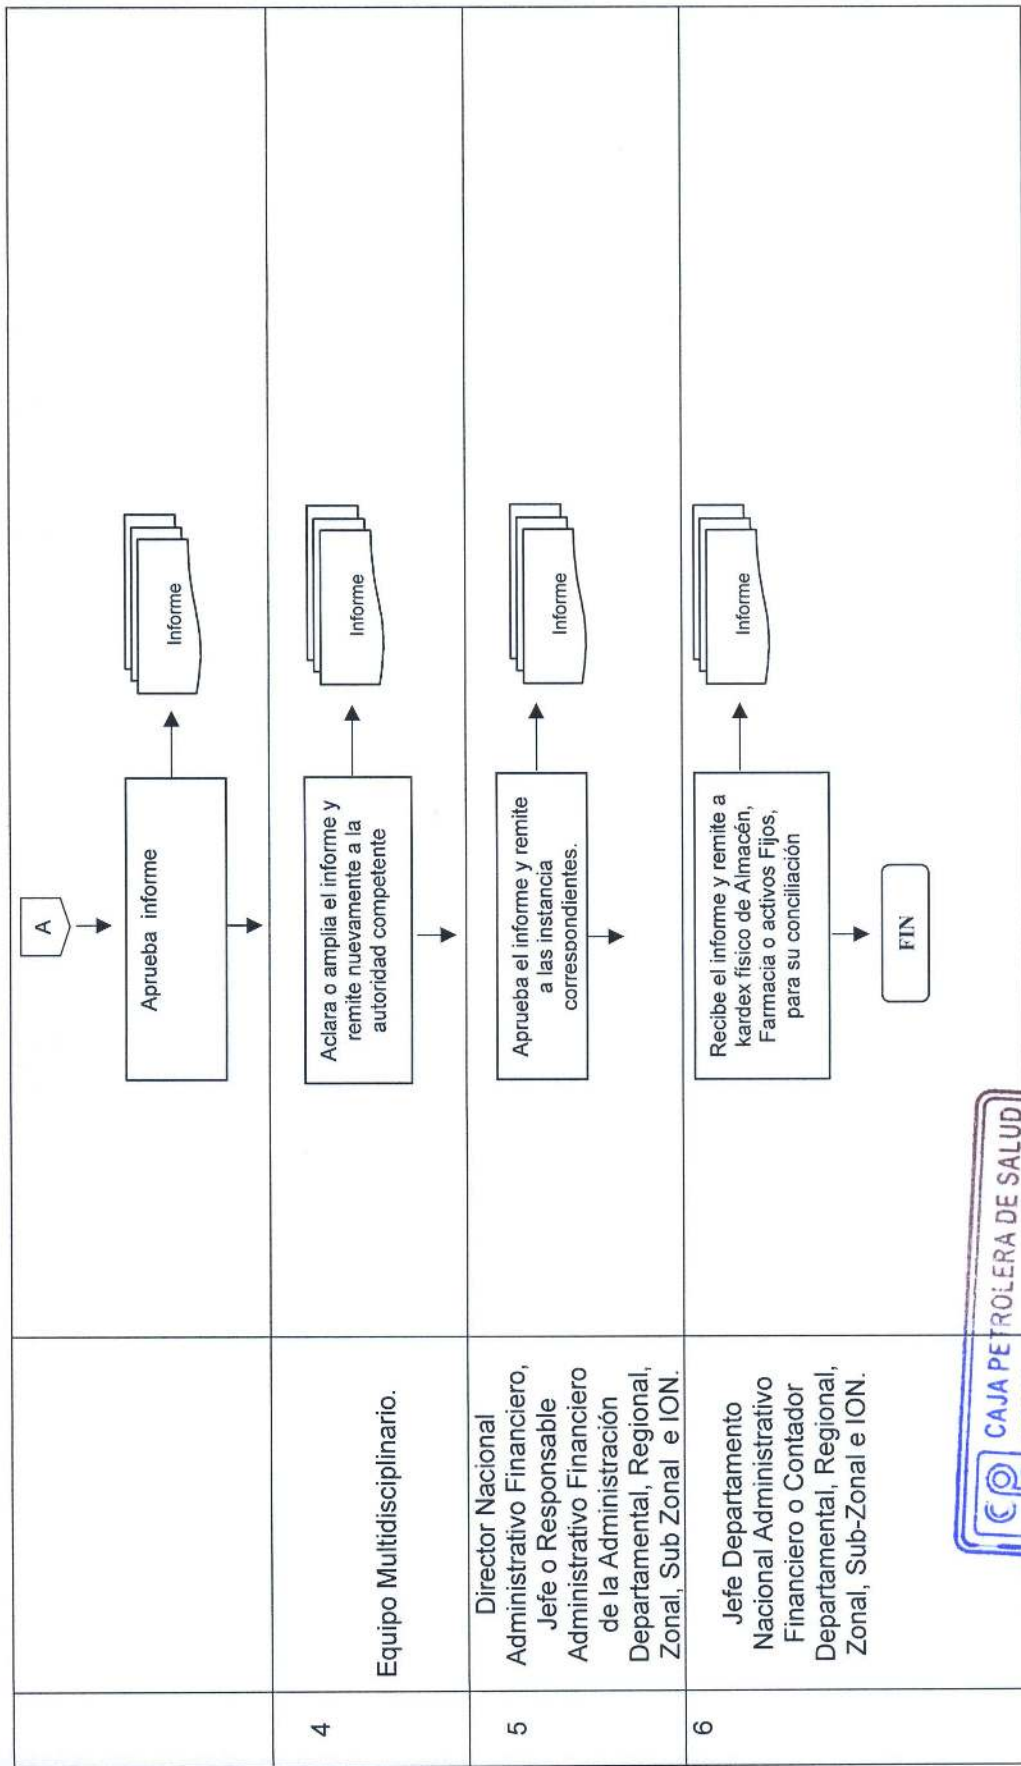 A
Aprueba informe
Informe
4
Equipo Multidisciplinario.
Aclara o amplia el informe y
remite nuevamente a la
autoridad competente
Informe
5
Director Nacional
Administrativo Financiero,
Jefe o Responsable
Administrativo Financiero
de la Administración
Departamental, Regional,
Zonal, Sub Zonal e ION.
Aprueba el informe y remite
a las instancia
correspondientes.
Informe
6
Jefe Departamento
Nacional Administrativo
Financiero o Contador
Departamental, Regional,
Zonal, Sub-Zonal e ION.
Recibe el informe y remite a
kardex físico de Almacén,
Farmacia o activos Fijos,
para su conciliación
Informe
FIN
CAJA PETROLERA DE SALUD